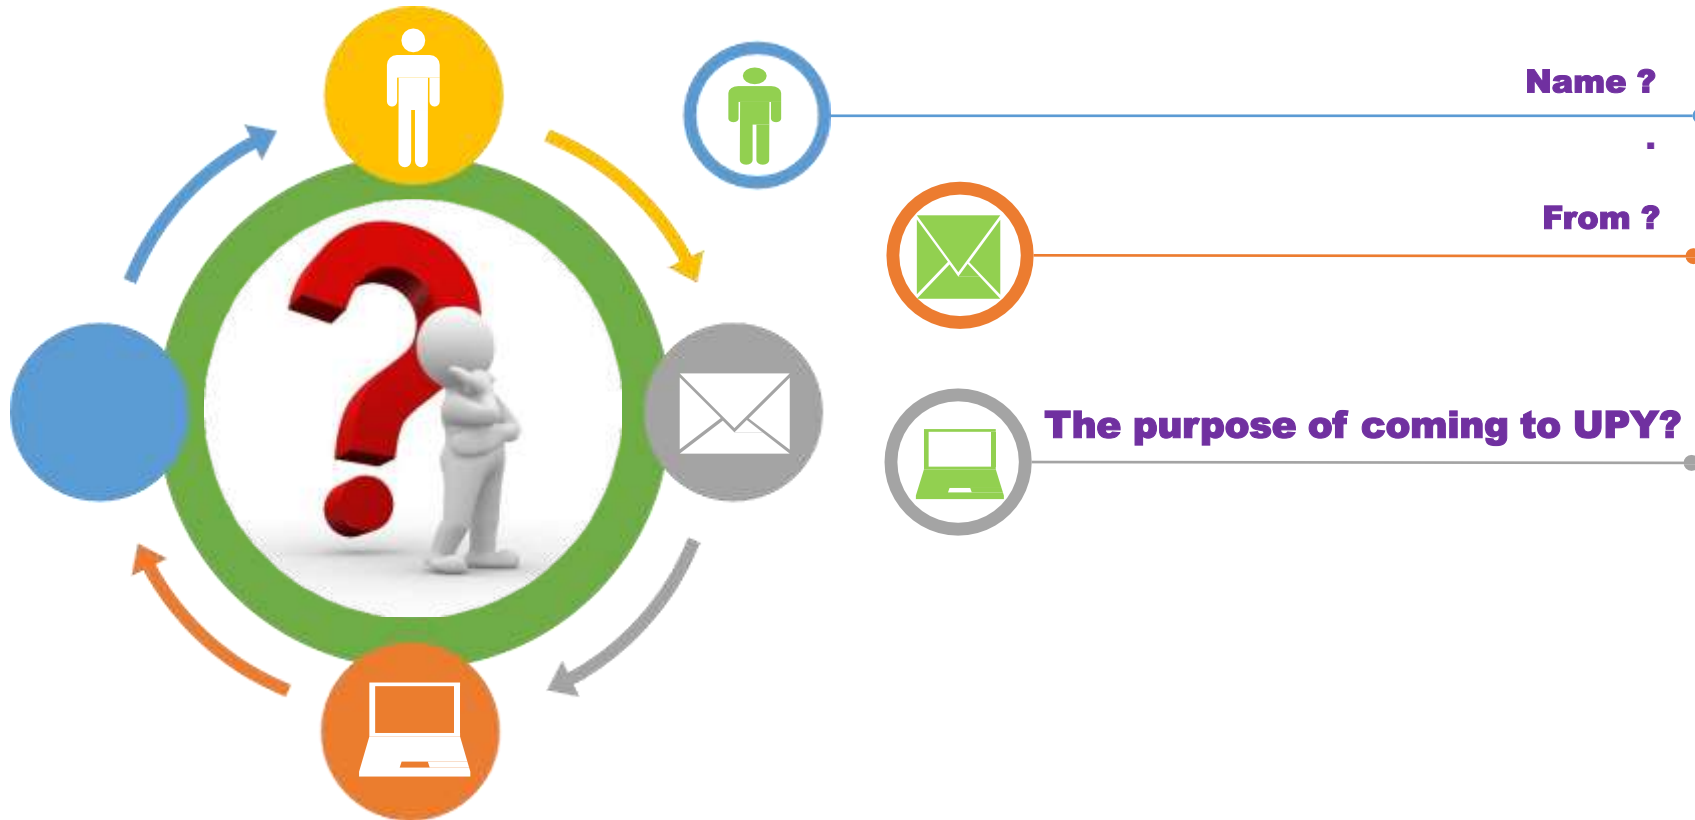 Name ?
.
From ?
The purpose of coming to UPY?